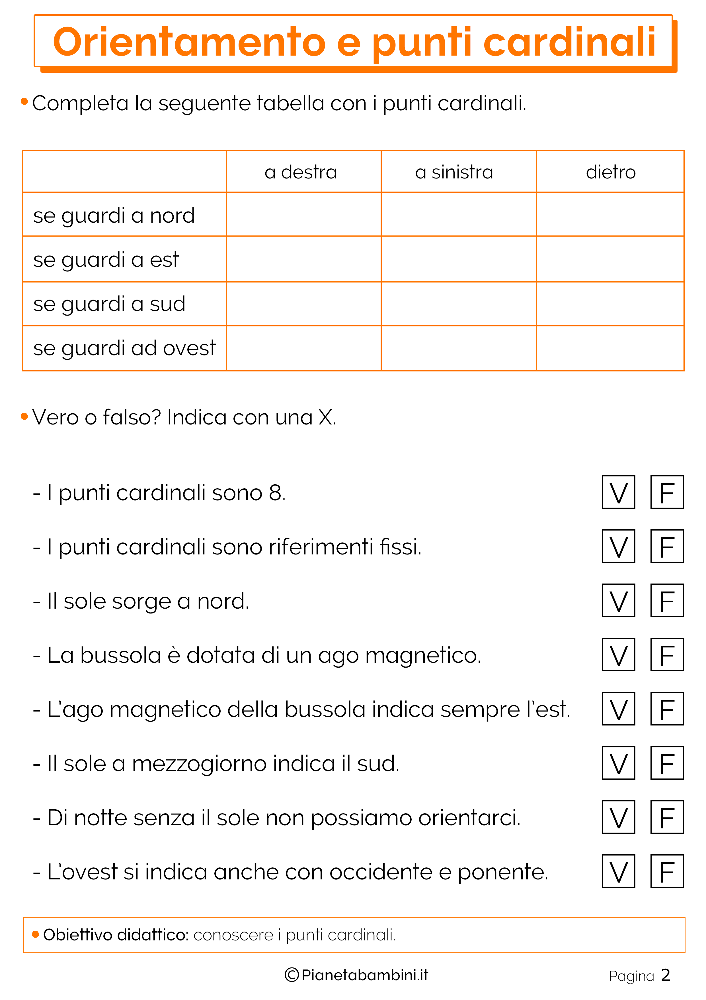 Orientamento e punti cardinali
• Completa la seguente tabella con i punti cardinali.
a destra a sinistra dietro
se guardi a nord
se guardi a est
se guardi a sud
se guardi ad ovest
• Vero o falso? Indica con una X.
- I punti cardinali sono 8. V F
- I punti cardinali sono riferimenti fissi. V F
- Il sole sorge a nord. V F
- La bussola è dotata di un ago magnetico. V F
- L'ago magnetico della bussola indica sempre l'est. V F
- Il sole a mezzogiorno indica il sud. V F
- Di notte senza il sole non possiamo orientarci. V F
- L'ovest si indica anche con occidente e ponente. V F
• Obiettivo didattico: conoscere i punti cardinali.
©Pianetabambini.it Pagina 2